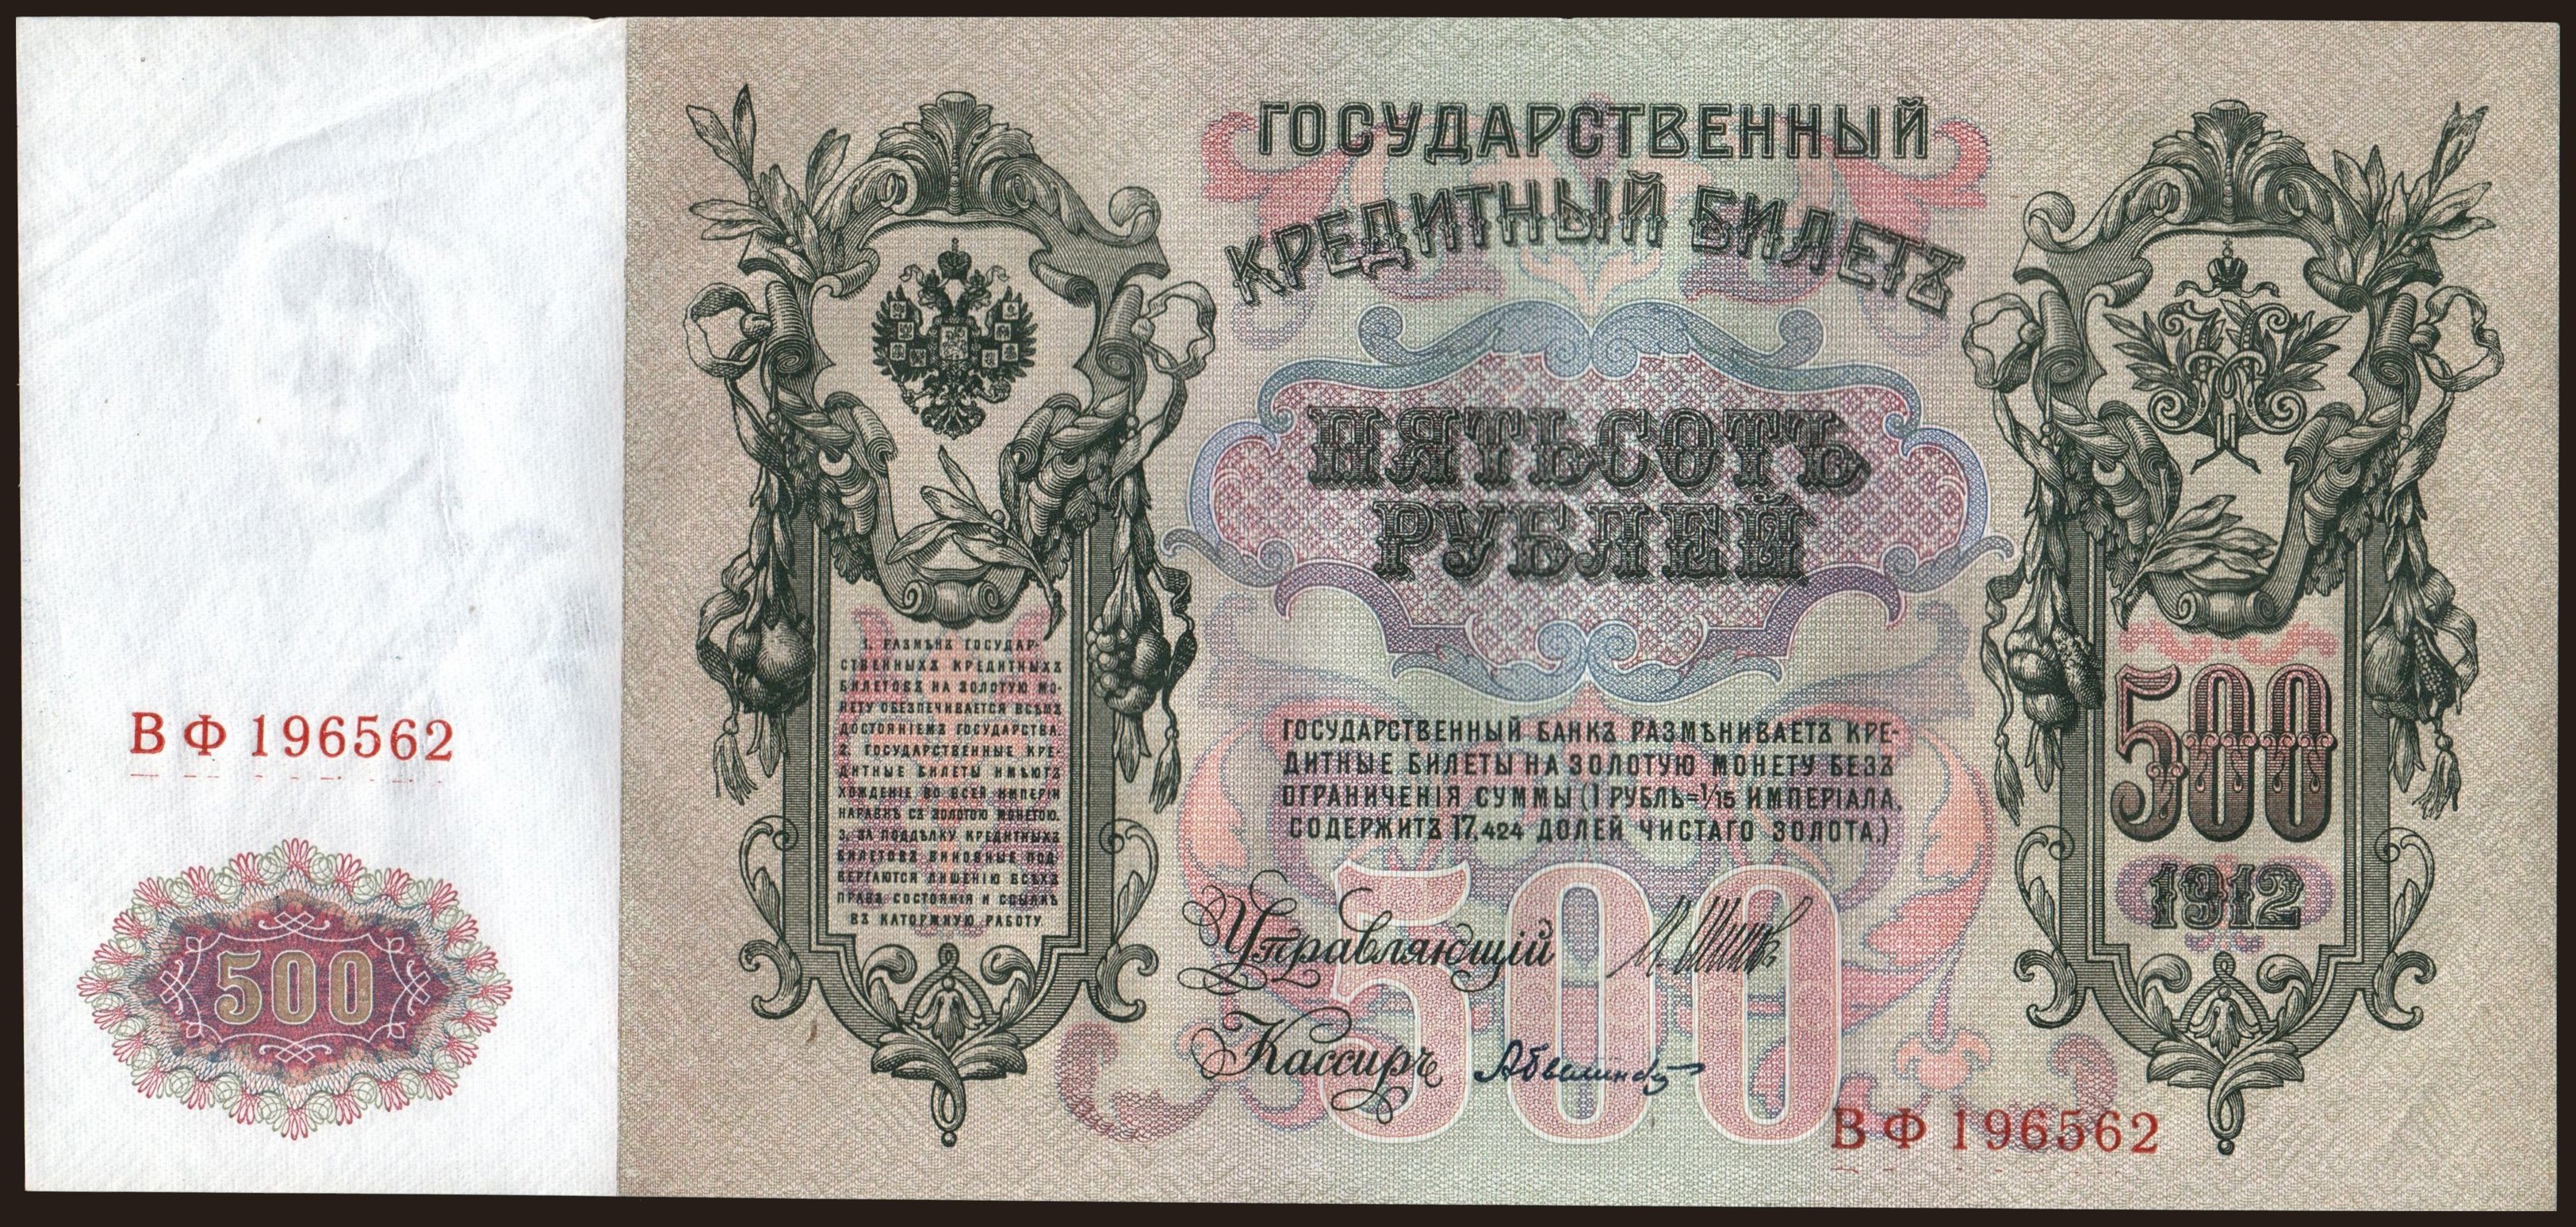 ВФ 196562
500
1. РАЗМѢНЪ ГОСУДАР-
СТВЕННЫХЪ КРЕДИТНЫХЪ
БИЛЕТОВЪ НА ЗОЛОТУЮ МО-
НЕТУ ОБЕЗПЕЧИВАЕТСЯ ВСѢМЪ
ДОСТОЯНІЕМЪ ГОСУДАРСТВА.
2. ГОСУДАРСТВЕННЫЕ КРЕ-
ДИТНЫЕ БИЛЕТЫ ИМѢЮТЪ
ХОЖДЕНІЕ ВО ВСЕЙ ИМПЕРІИ
НАРАВНѢ СЪ ЗОЛОТОЮ МОНЕТОЮ.
3. ЗА ПОДДѢЛКУ КРЕДИТНЫХЪ
БИЛЕТОВЪ ВИНОВНЫЕ ПОД-
ВЕРГАЮТСЯ ЛИШЕНІЮ ВСѢХЪ
ПРАВЪ СОСТОЯНІЯ И ССЫЛКѢ
ВЪ КАТОРЖНУЮ РАБОТУ
ГОСУДАРСТВЕННЫЙ
КРЕДИТНЫЙ БИЛЕТЪ
ПЯТЬСОТЪ
РУБЛЕЙ
ГОСУДАРСТВЕННЫЙ БАНКЪ РАЗМѢНИВАЕТЪ КРЕ-
ДИТНЫЕ БИЛЕТЫ НА ЗОЛОТУЮ МОНЕТУ БЕЗЪ
ОГРАНИЧЕНІЯ СУММЫ (1 РУБЛЬ=1/15 ИМПЕРІАЛА,
СОДЕРЖИТЪ 17,424 ДОЛЕЙ ЧИСТАГО ЗОЛОТА.)
500
Управляющій
Кассиръ
ВФ 196562
500
1912